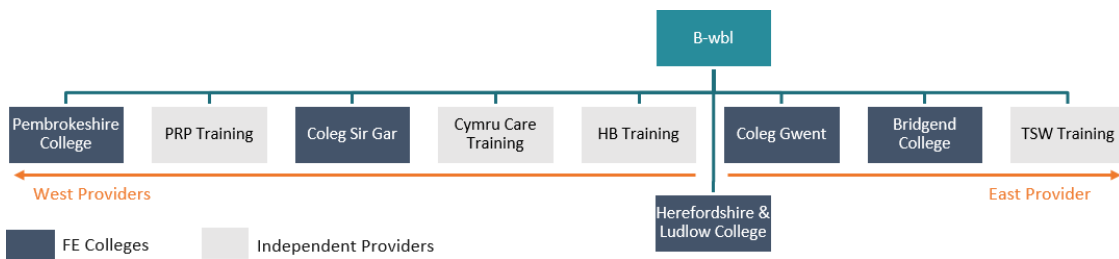 B-wbl
Pembrokeshire
College
PRP Training
Coleg Sir Gar
Cymru Care
Training
HB Training
Coleg Gwent
Bridgend
College
TSW Training
West Providers
East Provider
Herefordshire &
Ludlow College
FE Colleges
Independent Providers